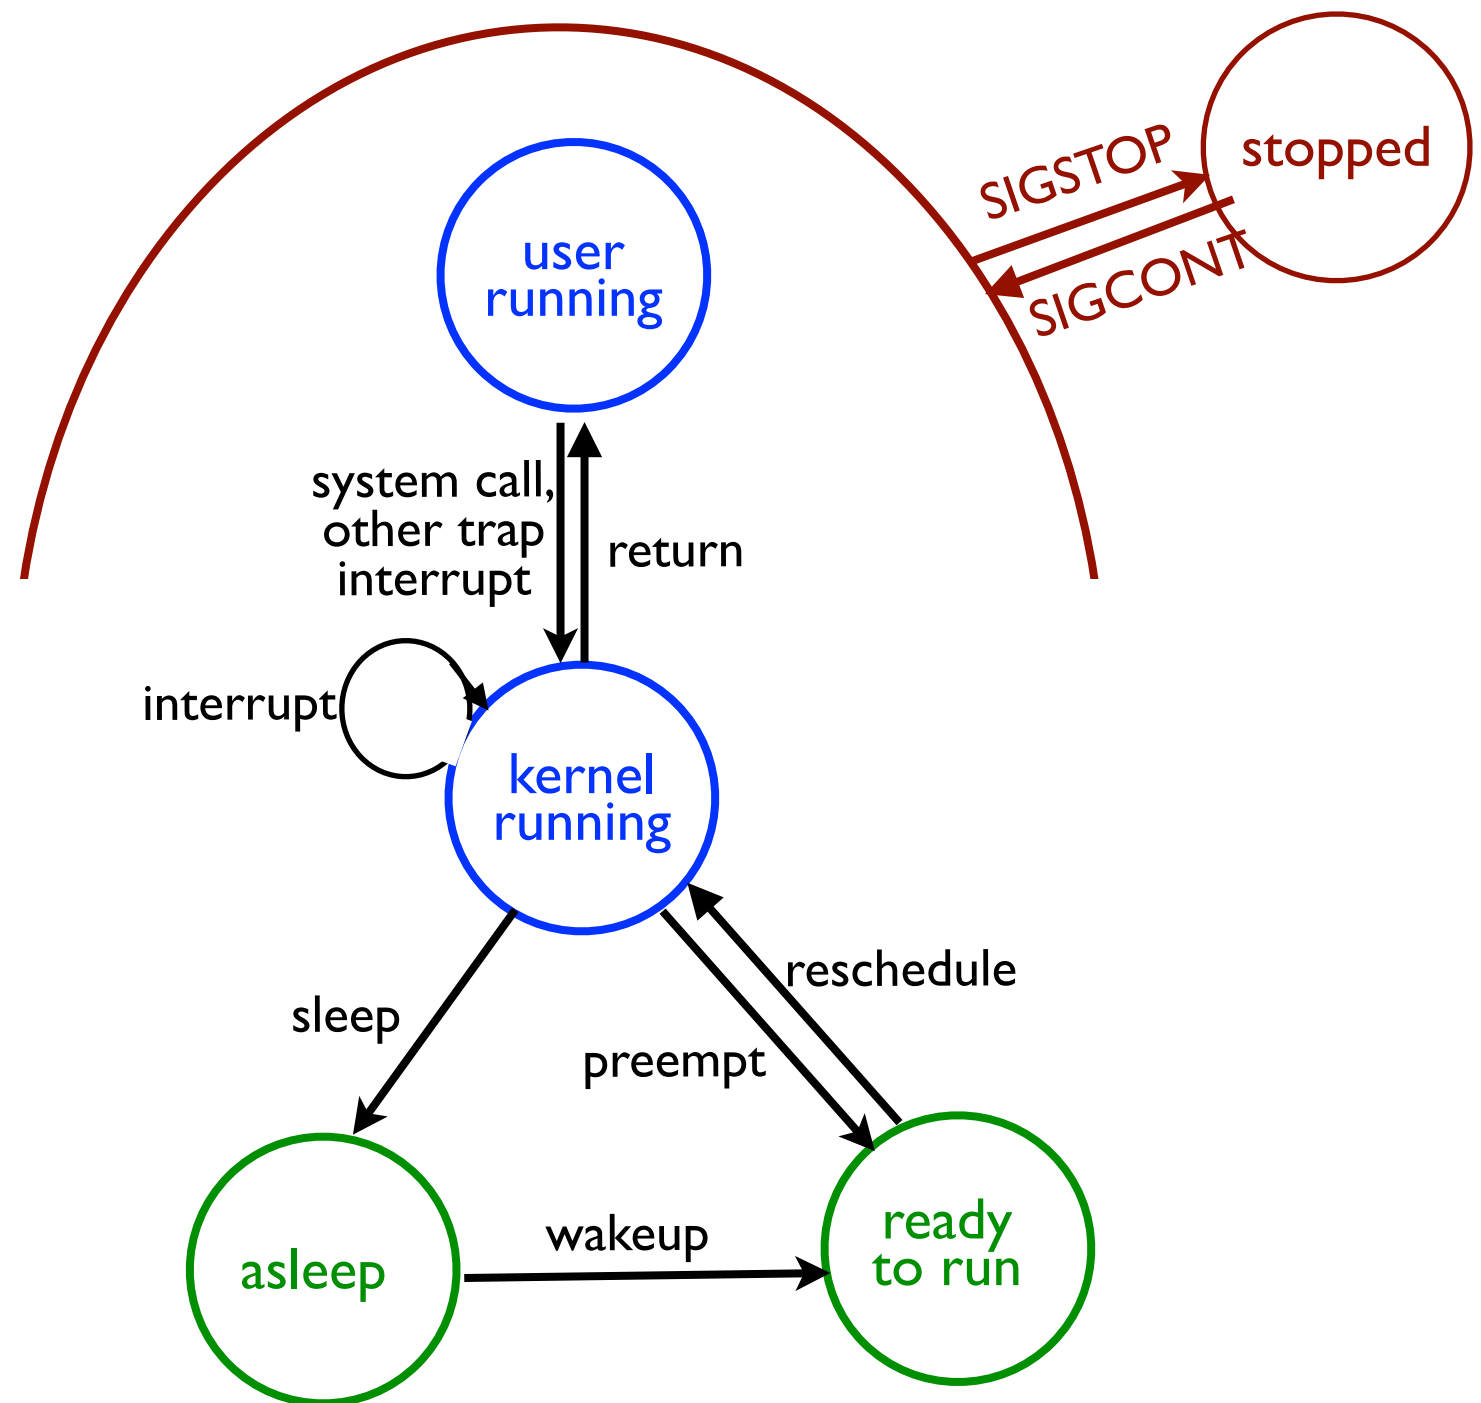 stopped
SIGSTOP
SIGCONT
user
running
system call,
other trap
interrupt
return
interrupt
kernel
running
reschedule
sleep
preempt
wakeup
asleep
ready
to run